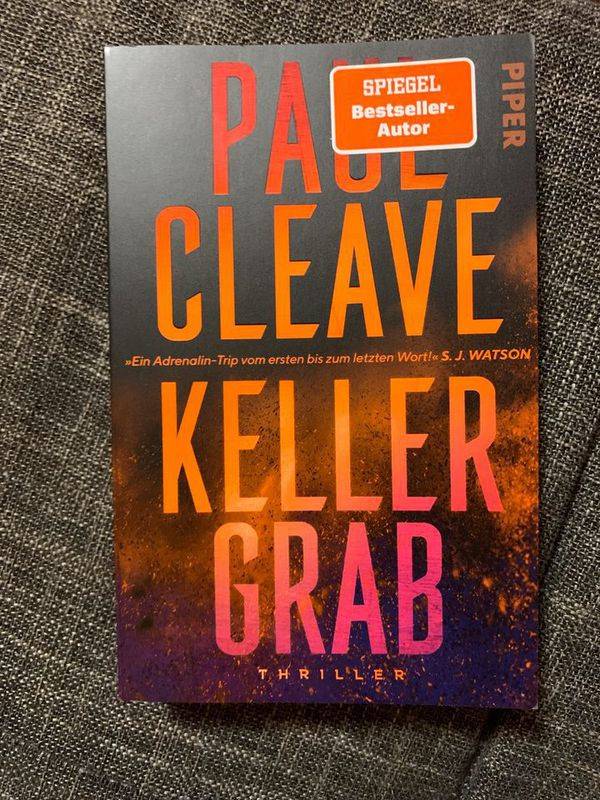 PAUL
SPIEGEL
Bestseller-
Autor
PIPER
CLEAVE
»Ein Adrenalin-Trip vom ersten bis zum letzten Wort!« S. J. WATSON
KELLER
GRAB
THRILLER